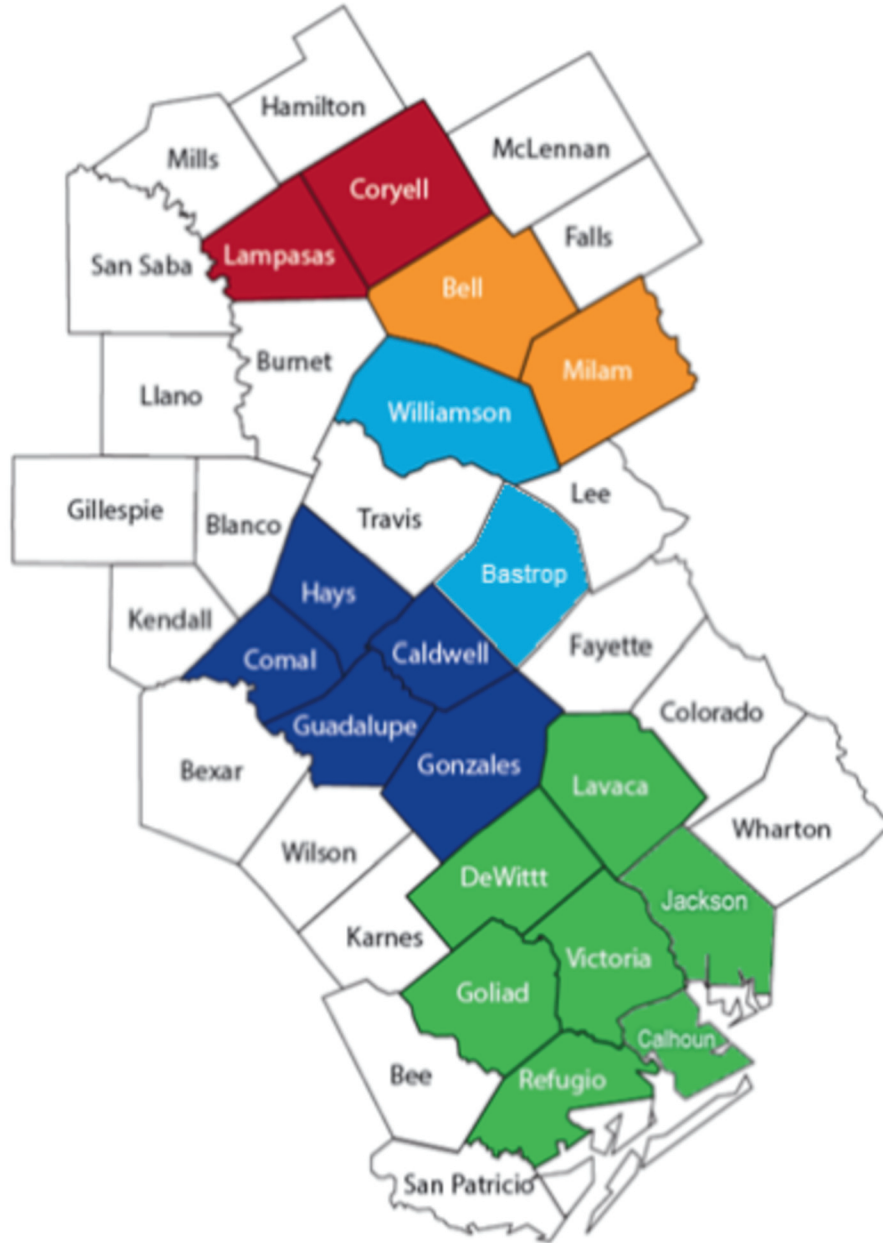 Hamilton
McLennan
Mills
Coryell
Falls
Lampasas
San Saba
Bell
Burnet
Milam
Llano
Williamson
Lee
Gillespie
Travis
Blanco
Bastrop
Hays
Kendall
Fayette
Caldwell
Comal
Colorado
Guadalupe
Gonzales
Bexar
Lavaca
Wharton
Wilson
DeWittt
Jackson
Karnes
Victoria
Goliad
Calhoun
Bee
Refugio
San Patricio